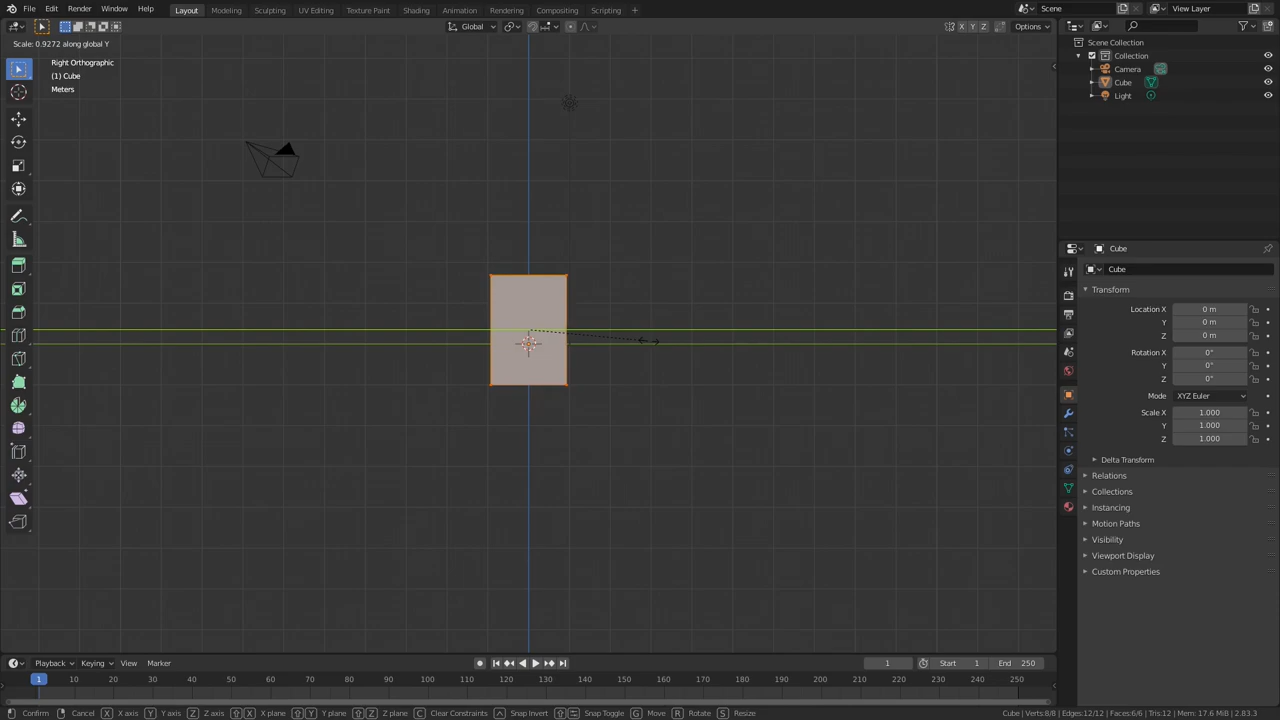 File Edit Render Window Help Layout Modeling Sculpting UV Editing Texture Paint Shading Animation Rendering Compositing Scripting + Scene View Layer
Global X Y Z Options
Scale: 0.9272 along global Y
Right Orthographic
(1) Cube
Meters
Scene Collection
Collection
Camera
Cube
Light
Cube
Cube
Transform
Location X 0 m
Y 0 m
Z 0 m
Rotation X 0°
Y 0°
Z 0°
Mode XYZ Euler
Scale X 1.000
Y 1.000
Z 1.000
Delta Transform
Relations
Collections
Instancing
Motion Paths
Visibility
Viewport Display
Custom Properties
Playback Keying View Marker 1 Start 1 End 250
1 10 20 30 40 50 60 70 80 90 100 110 120 130 140 150 160 170 180 190 200 210 220 230 240 250
Confirm Cancel X X axis Y Y axis Z Z axis X X plane Y Y plane Z Z plane C Clear Constraints Snap Invert Snap Toggle G Move R Rotate S Resize Cube | Verts:8/8 | Edges:12/12 | Faces:6/6 | Tris:12 | Mem: 17.6 MiB | 2.83.3